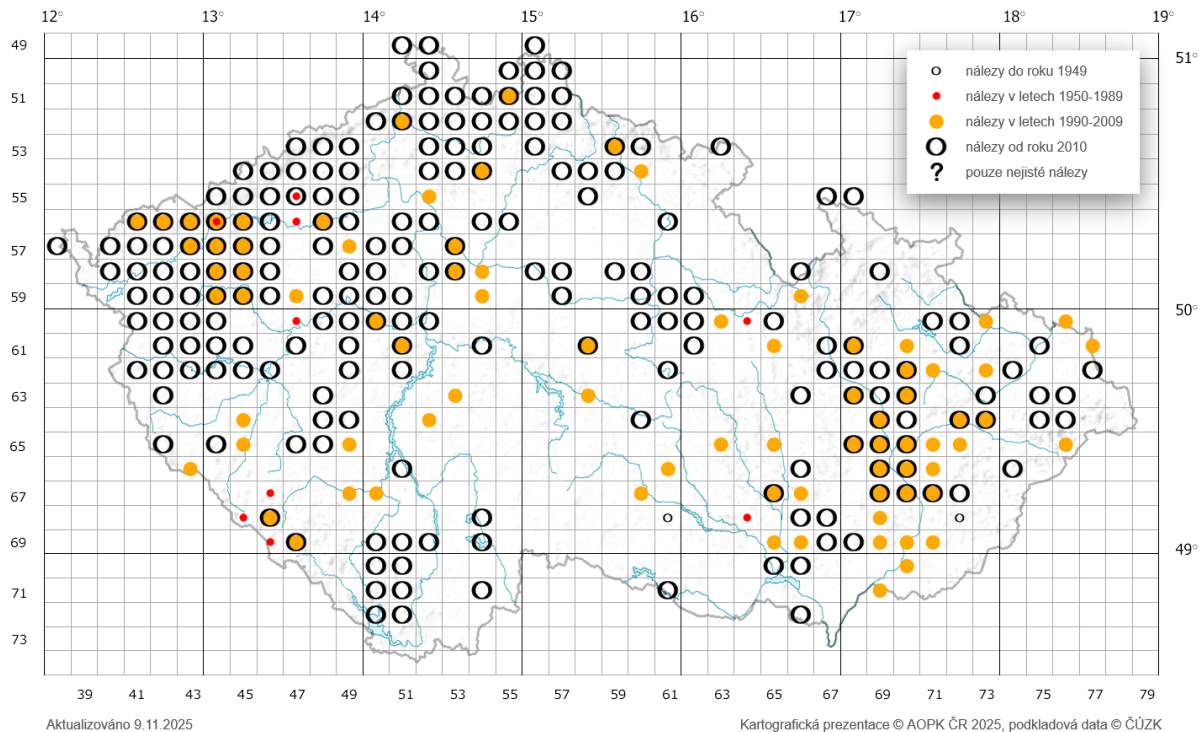 12° 13° 14° 15° 16° 17° 18° 19°
49
51°
nálezy do roku 1949
51
nálezy v letech 1950-1989
nálezy v letech 1990-2009
53
nálezy od roku 2010
? pouze nejisté nálezy
55
57
59
50°
61
63
65
67
69
49°
71
73
39 41 43 45 47 49 51 53 55 57 59 61 63 65 67 69 71 73 75 77 79
Aktualizováno 9.11.2025
Kartografická prezentace © AOPK ČR 2025, podkladová data © ČÚZK